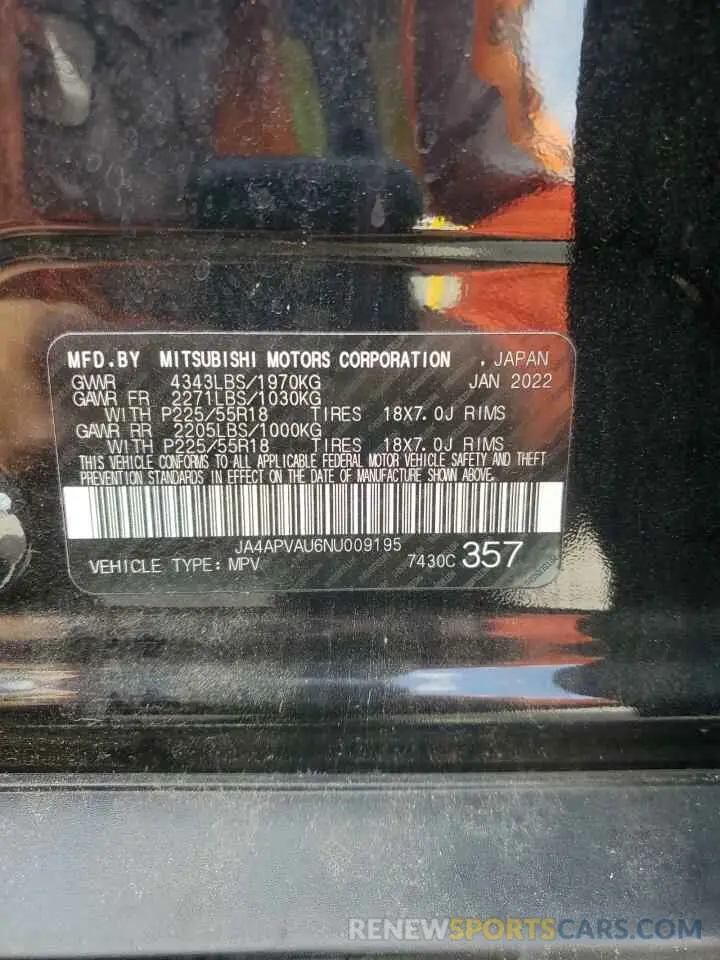 MFD.BY MITSUBISHI MOTORS CORPORATION , JAPAN
GVWR 4343LBS/1970KG JAN 2022
GAWR FR 2271LBS/1030KG
WITH P225/55R18 TIRES 18X7.0J RIMS
GAWR RR 2205LBS/1000KG
WITH P225/55R18 TIRES 18X7.0J RIMS
THIS VEHICLE CONFORMS TO ALL APPLICABLE FEDERAL MOTOR VEHICLE SAFETY AND THEFT
PREVENTION STANDARDS IN EFFECT ON THE DATE OF MANUFACTURE SHOWN ABOVE.
JA4APVAU6NU009195
VEHICLE TYPE: MPV 7430C 357
RENEWSPORTSCARS.COM